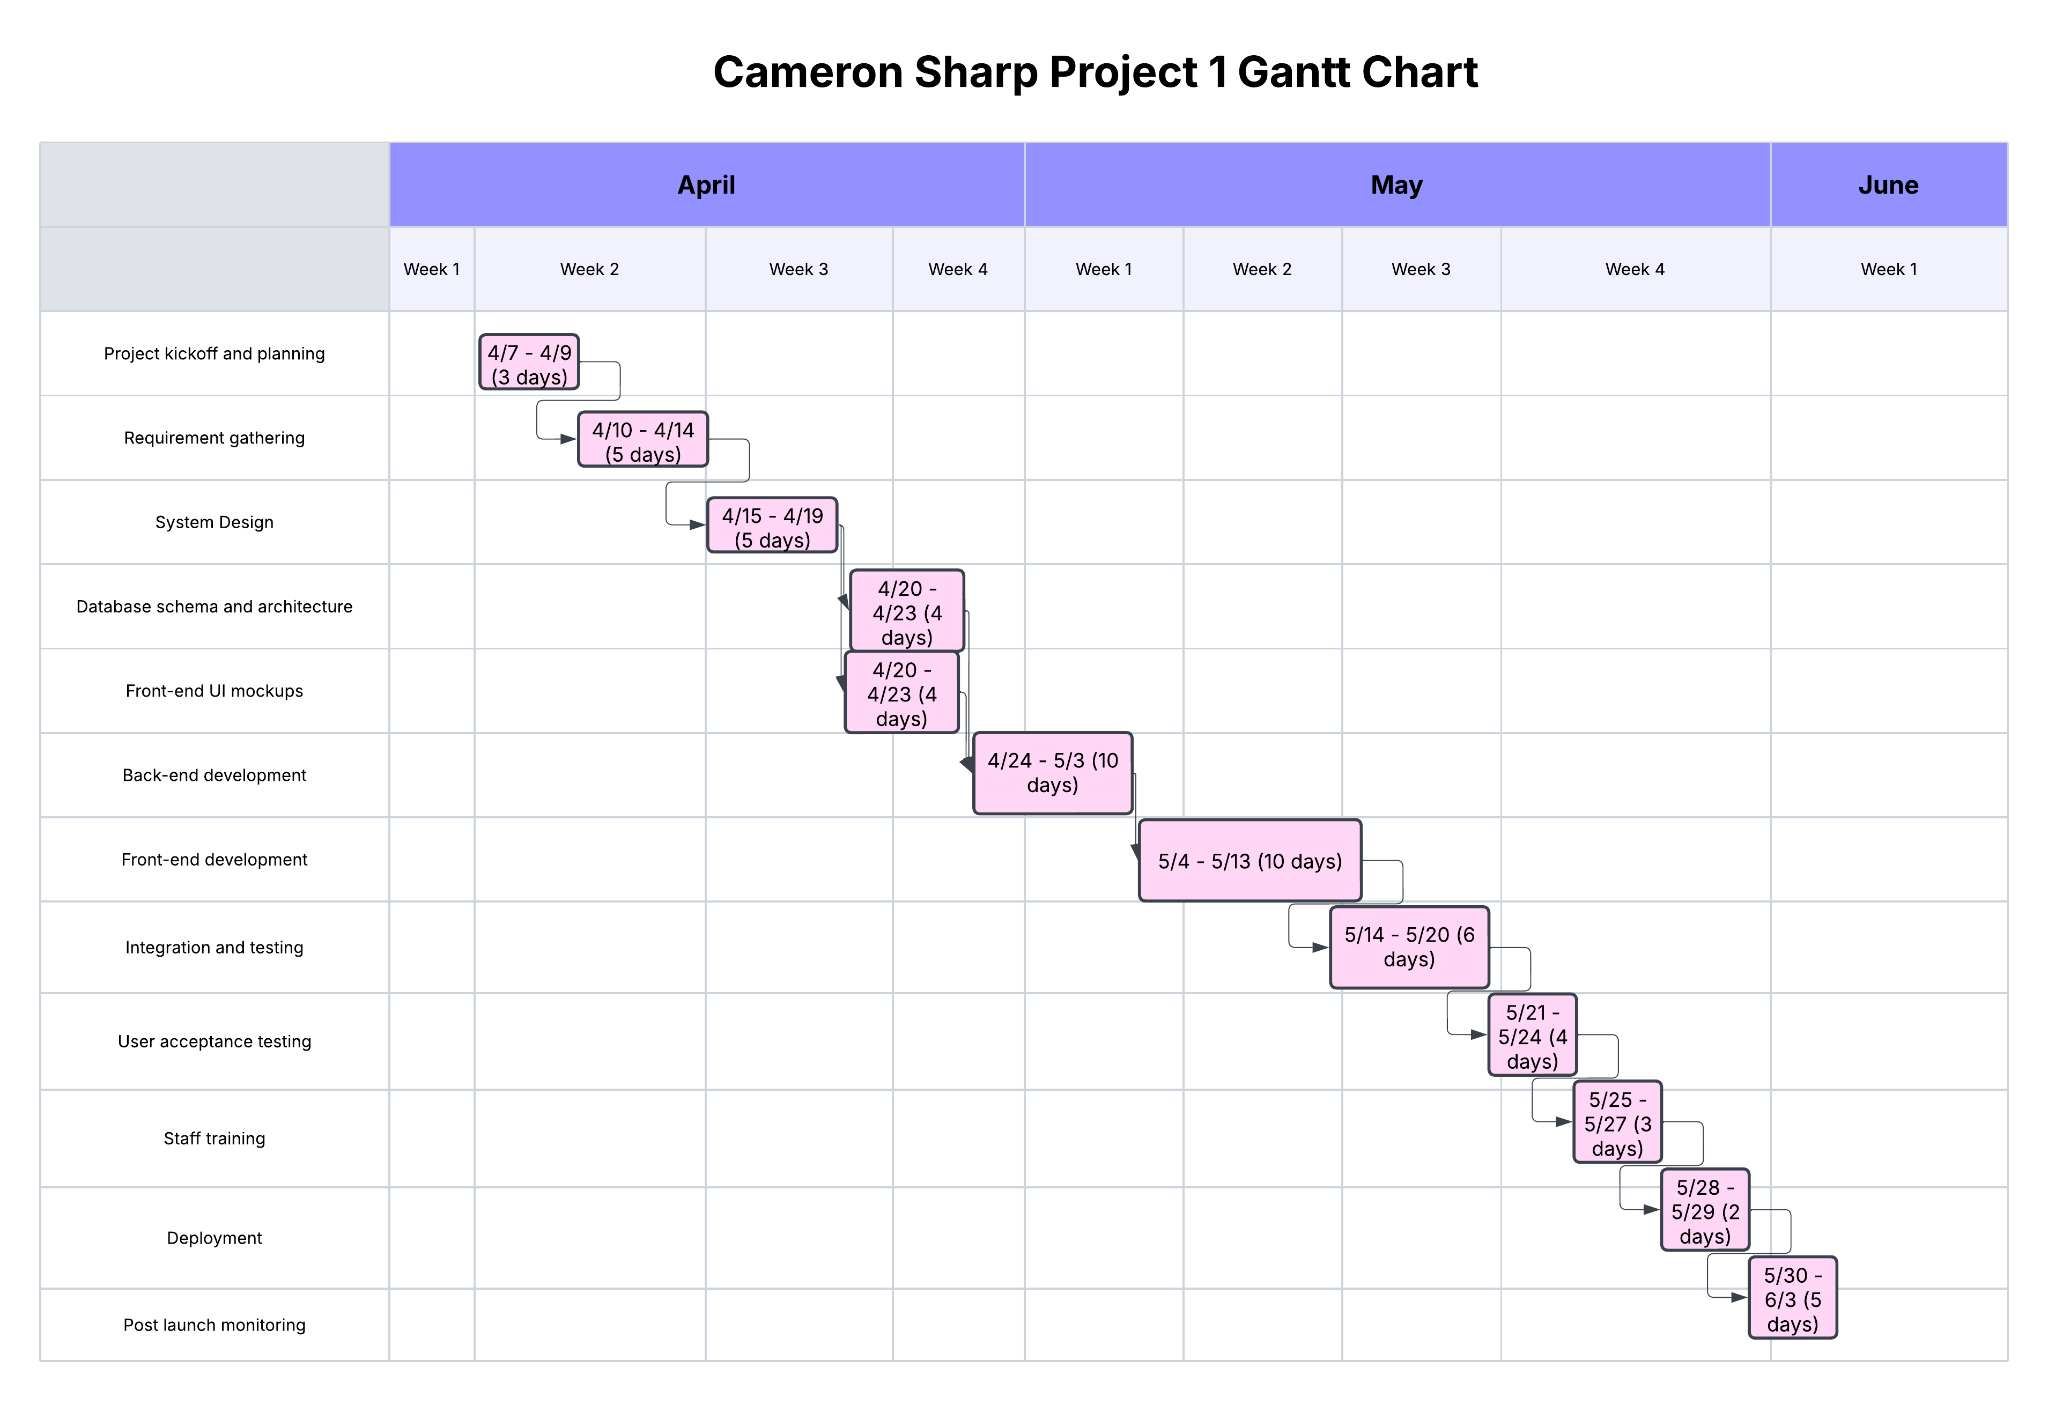 Cameron Sharp Project 1 Gantt Chart
April
May
June
Week 1
Week 2
Week 3
Week 4
Week 1
Week 2
Week 3
Week 4
Week 1
Project kickoff and planning
4/7 - 4/9
(3 days)
Requirement gathering
4/10 - 4/14
(5 days)
System Design
4/15 - 4/19
(5 days)
Database schema and architecture
4/20 -
4/23 (4
days)
Front-end UI mockups
4/20 -
4/23 (4
days)
Back-end development
4/24 - 5/3 (10
days)
Front-end development
5/4 - 5/13 (10 days)
Integration and testing
5/14 - 5/20 (6
days)
User acceptance testing
5/21 -
5/24 (4
days)
Staff training
5/25 -
5/27 (3
days)
Deployment
5/28 -
5/29 (2
days)
Post launch monitoring
5/30 -
6/3 (5
days)